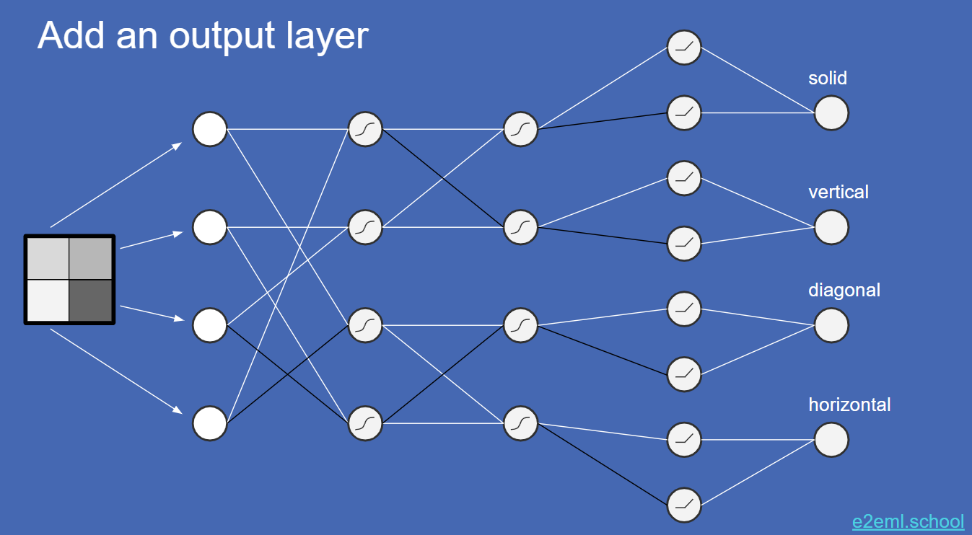 Add an output layer
solid
vertical
diagonal
horizontal
e2eml.school